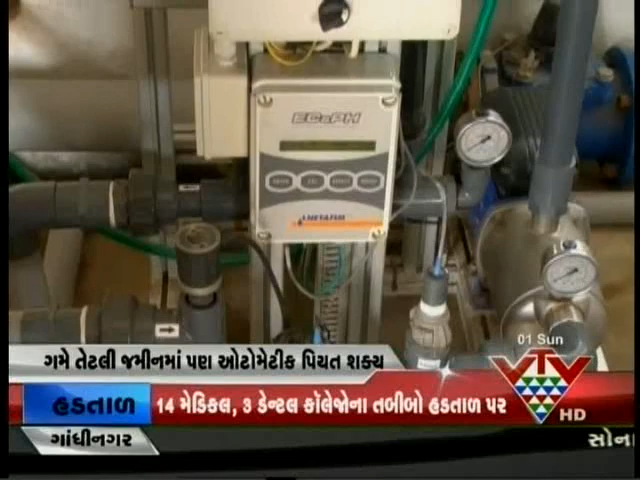 EC&PH
NETAFIM
ગમે તેટલી જમીનમાં પણ ઓટોમેટીક પિયત શક્ય
01 Sun
VTV
HD
હડતાળ
14 મેડિકલ, 3 ડેન્ટલ કૉલેજોના તબીબો હડતાળ પર
ગાંધીનગર
સોના